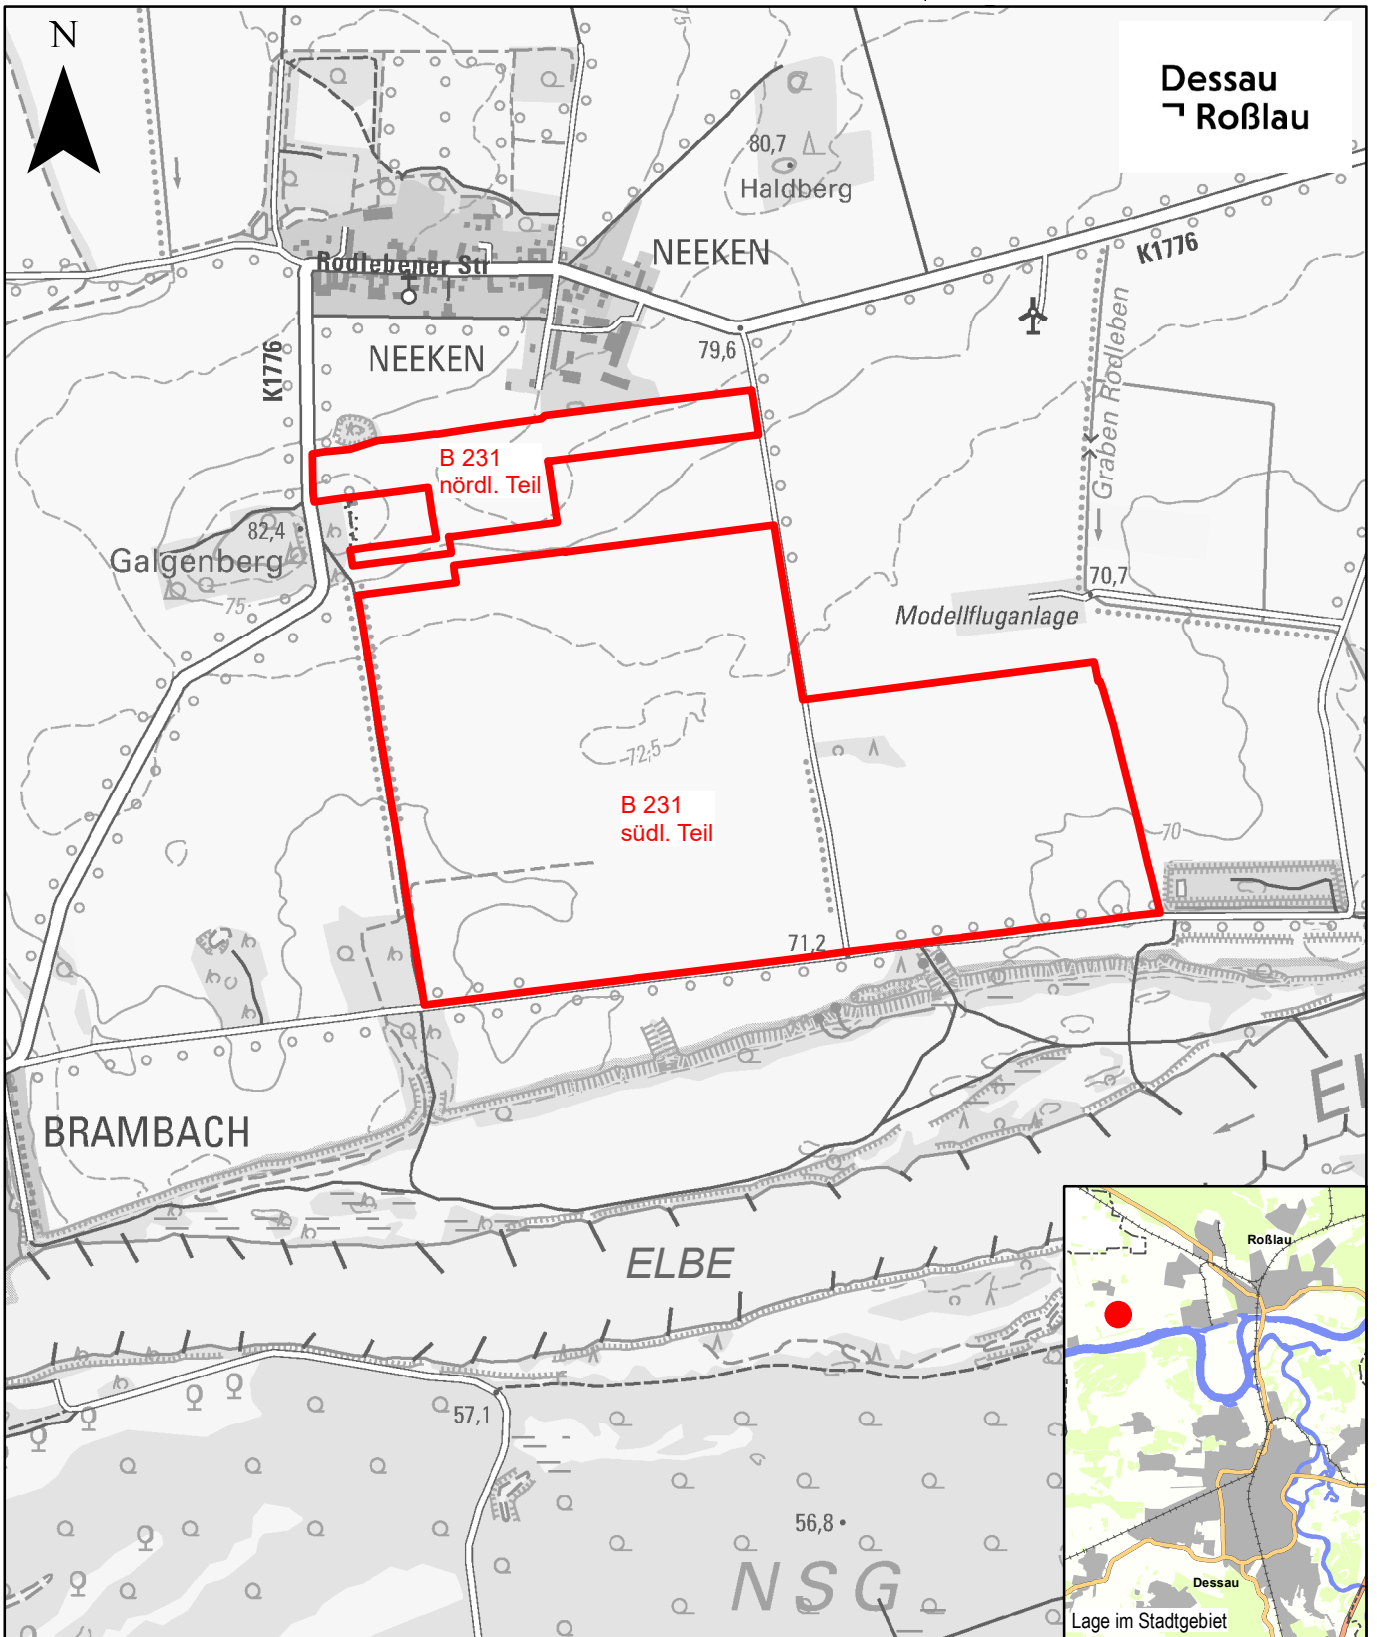 N
Dessau
¬ Roßlau
75
80,7
Haldberg
NEEKEN
K1776
Rodlebener Str
NEEKEN
K1776
79,6
Graben Rodleben
B 231
nördl. Teil
82,4
Galgenberg
75
70,7
Modellfluganlage
72,5
B 231
südl. Teil
70
71,2
BRAMBACH
El
ELBE
57,1
56,8
NSG
Roßlau
Dessau
Lage im Stadtgebiet